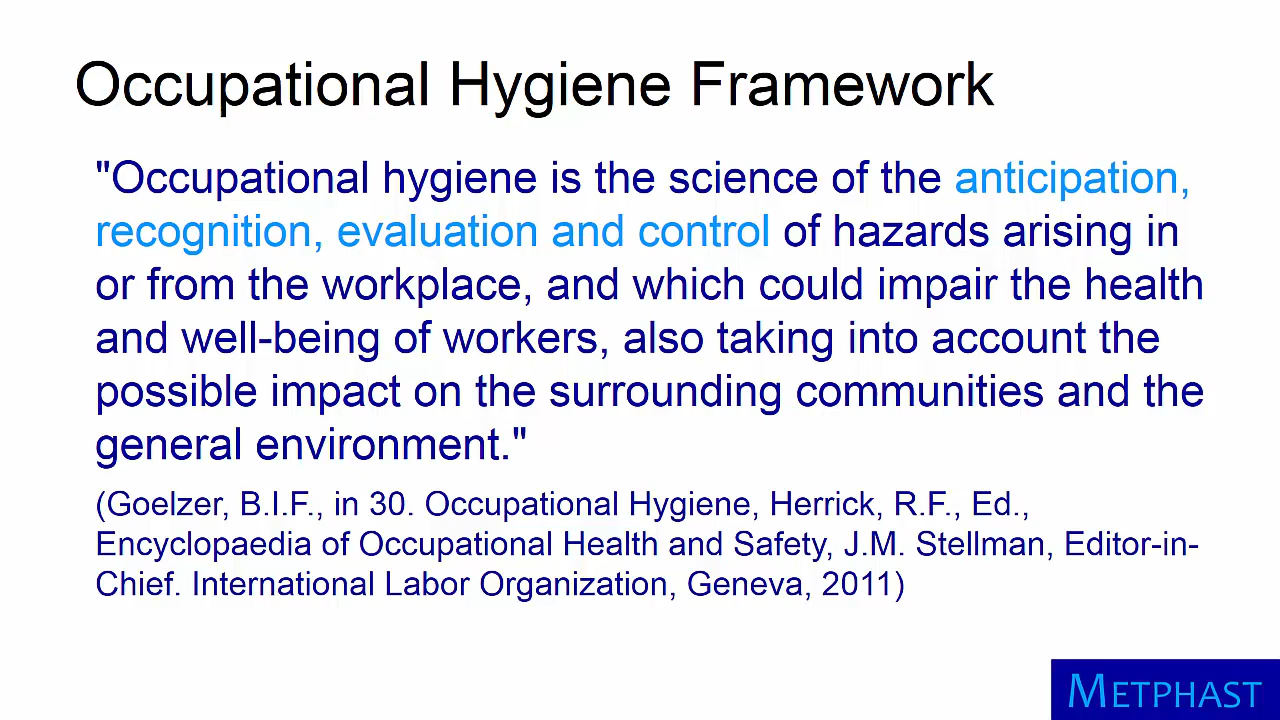 Occupational Hygiene Framework
"Occupational hygiene is the science of the anticipation,
recognition, evaluation and control of hazards arising in
or from the workplace, and which could impair the health
and well-being of workers, also taking into account the
possible impact on the surrounding communities and the
general environment."
(Goelzer, B.I.F., in 30. Occupational Hygiene, Herrick, R.F., Ed.,
Encyclopaedia of Occupational Health and Safety, J.M. Stellman, Editor-in-
Chief. International Labor Organization, Geneva, 2011)
METPHAST